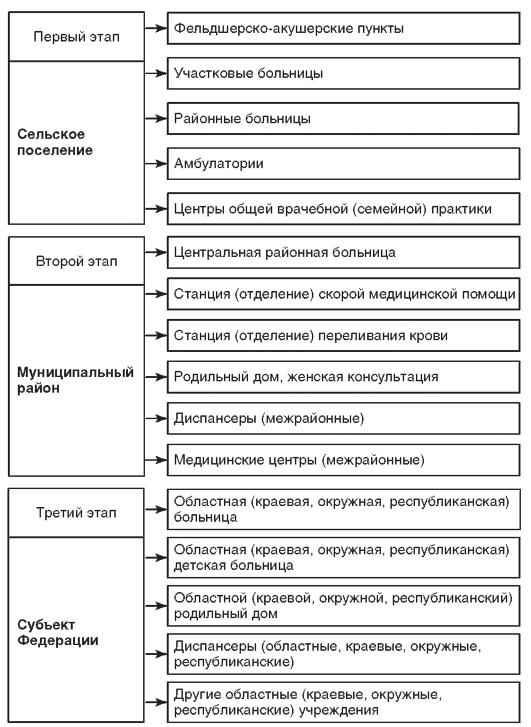 Первый этап
Фельдшерско-акушерские пункты
Участковые больницы
Районные больницы
Сельское
поселение
Амбулатории
Центры общей врачебной (семейной) практики
Второй этап
Центральная районная больница
Станция (отделение) скорой медицинской помощи
Станция (отделение) переливания крови
Муниципальный
район
Родильный дом, женская консультация
Диспансеры (межрайонные)
Медицинские центры (межрайонные)
Третий этап
Областная (краевая, окружная, республиканская)
больница
Областная (краевая, окружная, республиканская)
детская больница
Областной (краевой, окружной, республиканский)
родильный дом
Субъект
Федерации
Диспансеры (областные, краевые, окружные,
республиканские)
Другие областные (краевые, окружные,
республиканские) учреждения